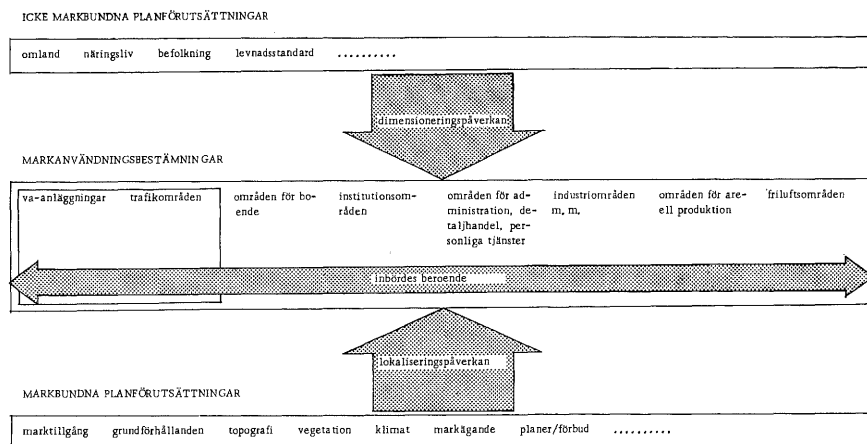 ICKE MARKBUNDNA PLANFÖRUTSÄTTNINGAR
omland näringsliv befolkning levnadsstandard ..........
dimensioneringspåverkan
MARKANVÄNDNINGSBESTÄMNINGAR
va-anläggningar trafikområden områden för bo- institutionsom- områden för ad- industriområden områden för are- friluftsområden
ende råden ministration, de- m. m. ell produktion
taljhandel, per-
sonliga tjänster
inbördes beroende
lokaliseringspåverkan
MARKBUNDNA PLANFÖRUTSÄTTNINGAR
marktillgång grundförhållanden topografi vegetation klimat markägande planer/förbud ..........